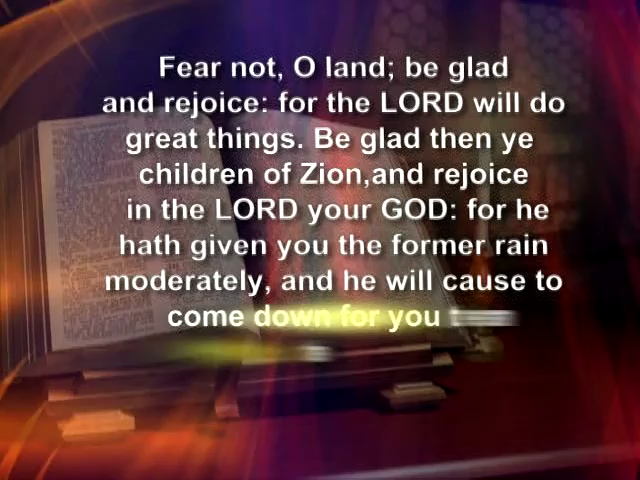 Fear not, O land; be glad
and rejoice: for the LORD will do
great things. Be glad then ye
children of Zion,and rejoice
in the LORD your GOD: for he
hath given you the former rain
moderately, and he will cause to
come down for you